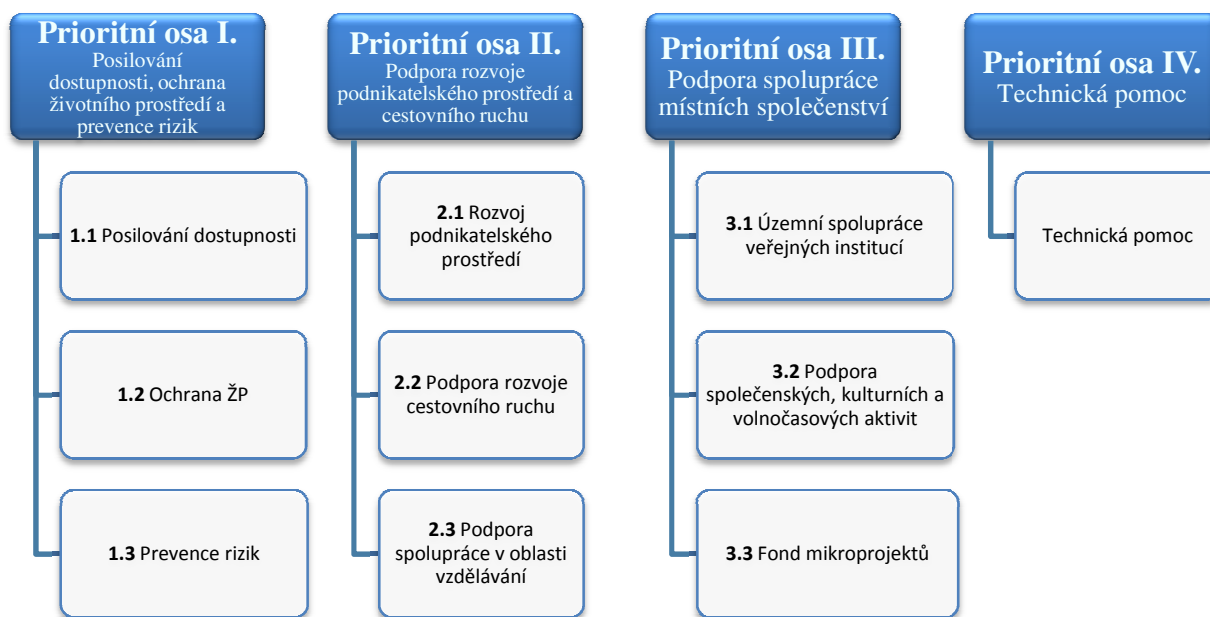 Prioritní osa I.
Posilování
dostupnosti, ochrana
životního prostředí a
prevence rizik
1.1 Posilování dostupnosti
1.2 Ochrana ŽP
1.3 Prevence rizik
Prioritní osa II.
Podpora rozvoje
podnikatelského prostředí a
cestovního ruchu
2.1 Rozvoj
podnikatelského
prostředí
2.2 Podpora rozvoje
cestovního ruchu
2.3 Podpora
spolupráce v oblasti
vzdělávání
Prioritní osa III.
Podpora spolupráce
místních společenství
3.1 Územní spolupráce
veřejných institucí
3.2 Podpora
společenských, kulturních a
volnočasových aktivit
3.3 Fond mikroprojektů
Prioritní osa IV.
Technická pomoc
Technická pomoc